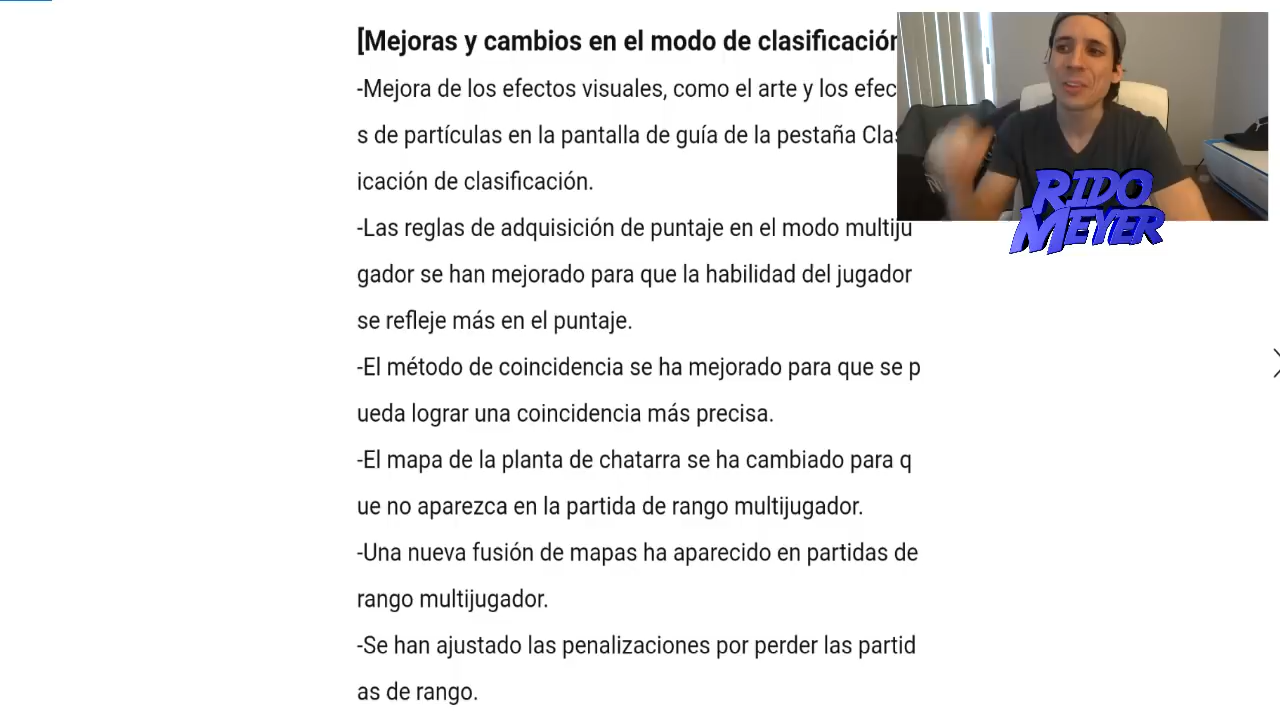 [Mejoras y cambios en el modo de clasificación
-Mejora de los efectos visuales, como el arte y los efec
s de partículas en la pantalla de guía de la pestaña Clas
icación de clasificación.
-Las reglas de adquisición de puntaje en el modo multiju
gador se han mejorado para que la habilidad del jugador
se refleje más en el puntaje.
-El método de coincidencia se ha mejorado para que se p
ueda lograr una coincidencia más precisa.
-El mapa de la planta de chatarra se ha cambiado para q
ue no aparezca en la partida de rango multijugador.
-Una nueva fusión de mapas ha aparecido en partidas de
rango multijugador.
-Se han ajustado las penalizaciones por perder las partid
as de rango.
RIDO
MEYER